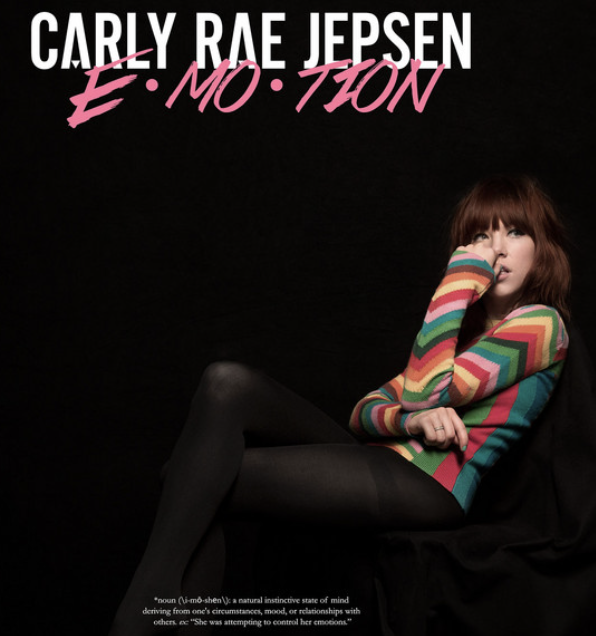 CARLY RAE JEPSEN
E•MO•TION
*noun (\i-mō-shen\): a natural instinctive state of mind
deriving from one's circumstances, mood, or relationships with
others. ex: "She was attempting to control her emotions."